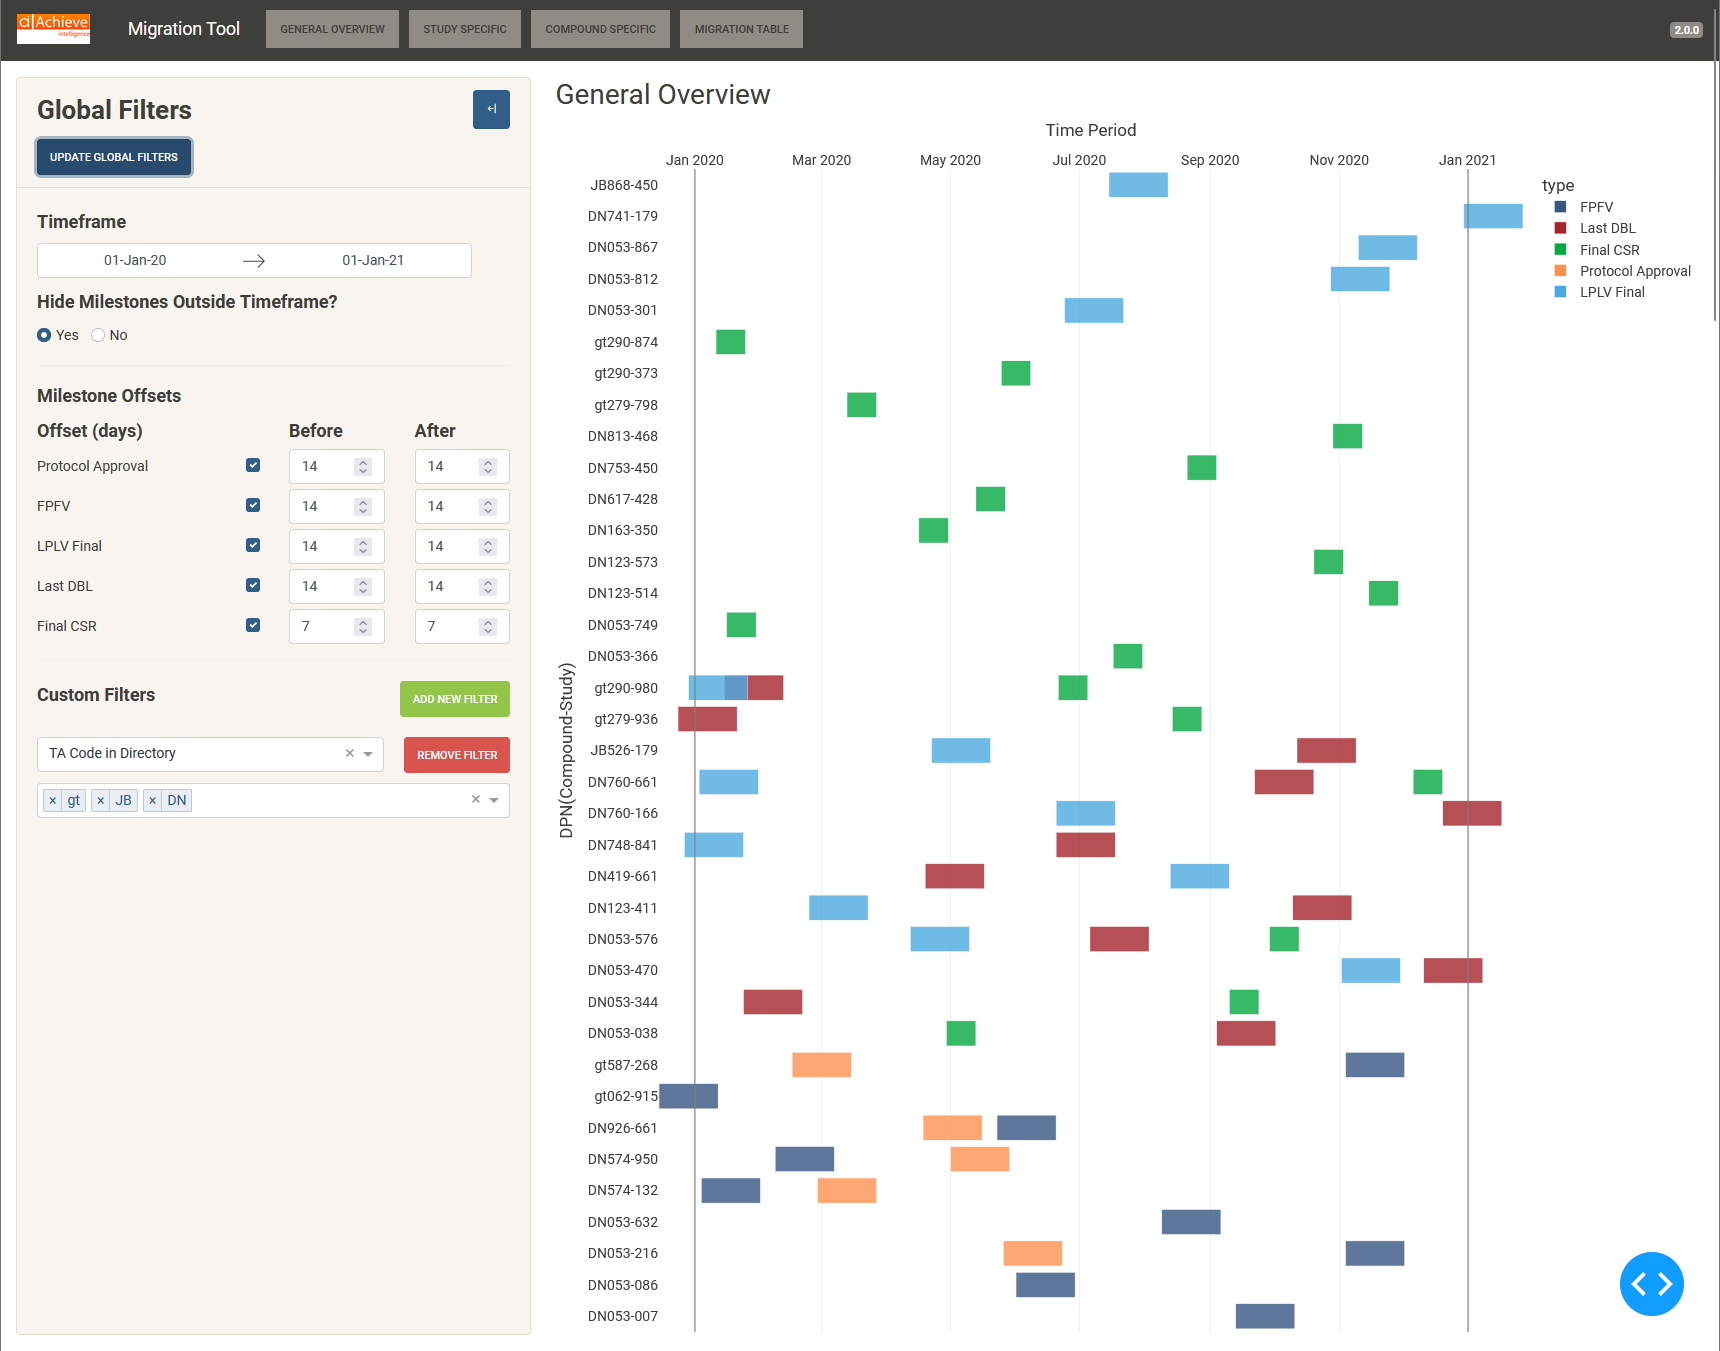 a|Achieve
intelligence
Migration Tool
GENERAL OVERVIEW
STUDY SPECIFIC
COMPOUND SPECIFIC
MIGRATION TABLE
2.0.0
Global Filters
UPDATE GLOBAL FILTERS
Timeframe
01-Jan-20 → 01-Jan-21
Hide Milestones Outside Timeframe?
Yes No
Milestone Offsets
Offset (days) Before After
Protocol Approval 14 14
FPFV 14 14
LPLV Final 14 14
Last DBL 14 14
Final CSR 7 7
Custom Filters
ADD NEW FILTER
TA Code in Directory ×
REMOVE FILTER
× gt × JB × DN ×
General Overview
Time Period
Jan 2020 Mar 2020 May 2020 Jul 2020 Sep 2020 Nov 2020 Jan 2021
DPN(Compound-Study)
JB868-450
DN741-179
DN053-867
DN053-812
DN053-301
gt290-874
gt290-373
gt279-798
DN813-468
DN753-450
DN617-428
DN163-350
DN123-573
DN123-514
DN053-749
DN053-366
gt290-980
gt279-936
JB526-179
DN760-661
DN760-166
DN748-841
DN419-661
DN123-411
DN053-576
DN053-470
DN053-344
DN053-038
gt587-268
gt062-915
DN926-661
DN574-950
DN574-132
DN053-632
DN053-216
DN053-086
DN053-007
type
FPFV
Last DBL
Final CSR
Protocol Approval
LPLV Final